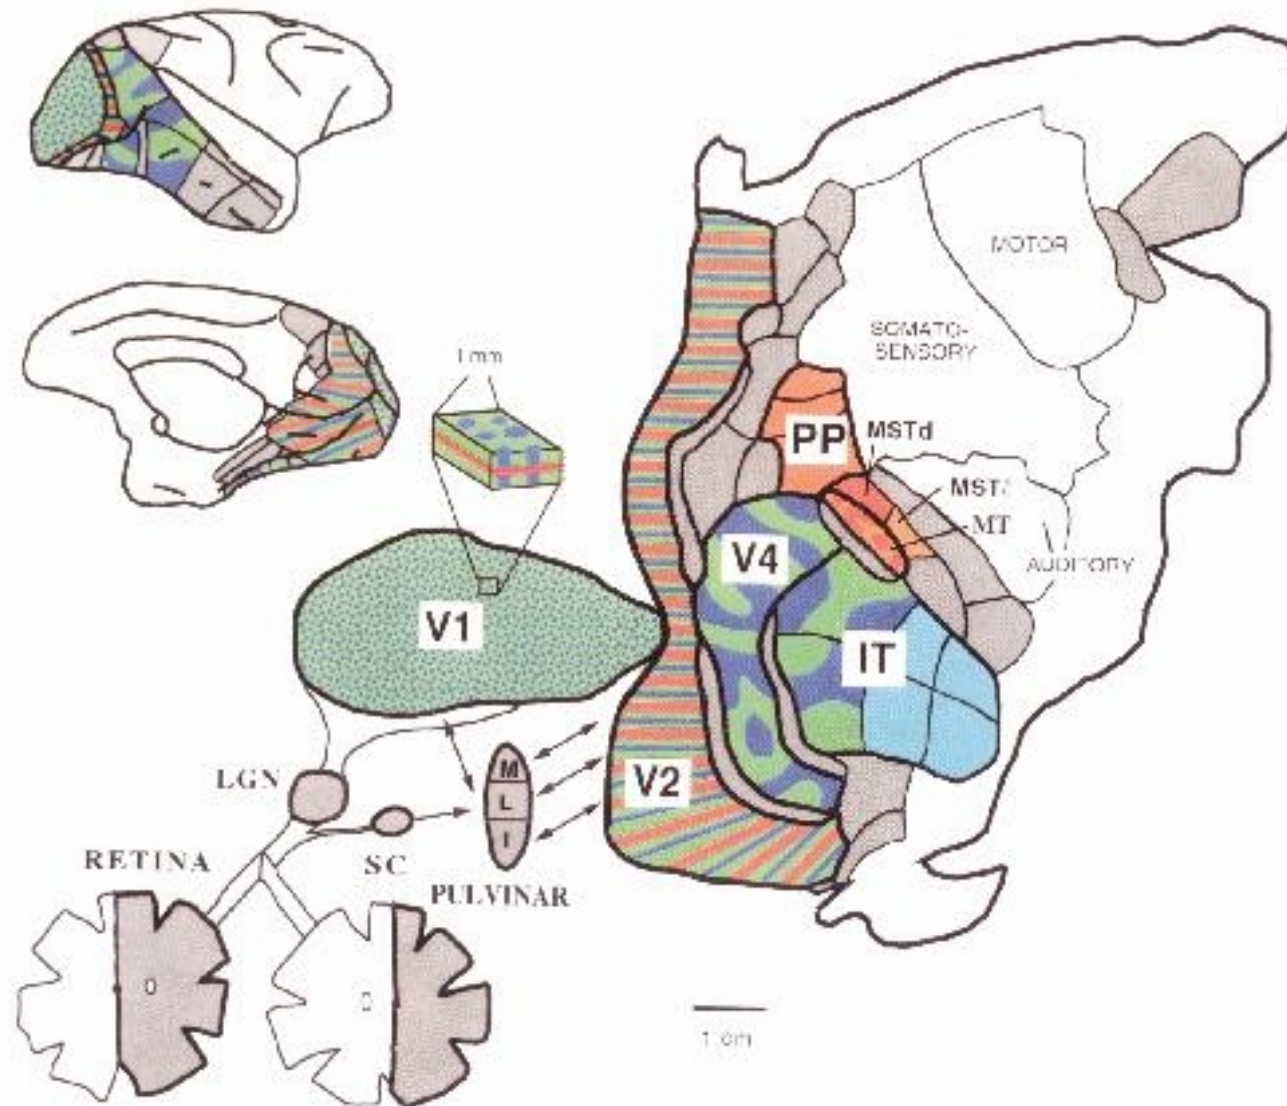 1 mm
MOTOR
SOMATO-
SENSORY
PP
MSTd
MST
MT
AUDITORY
V4
V1
IT
LGN
M
L
I
V2
RETINA
SC
PULVINAR
1 cm